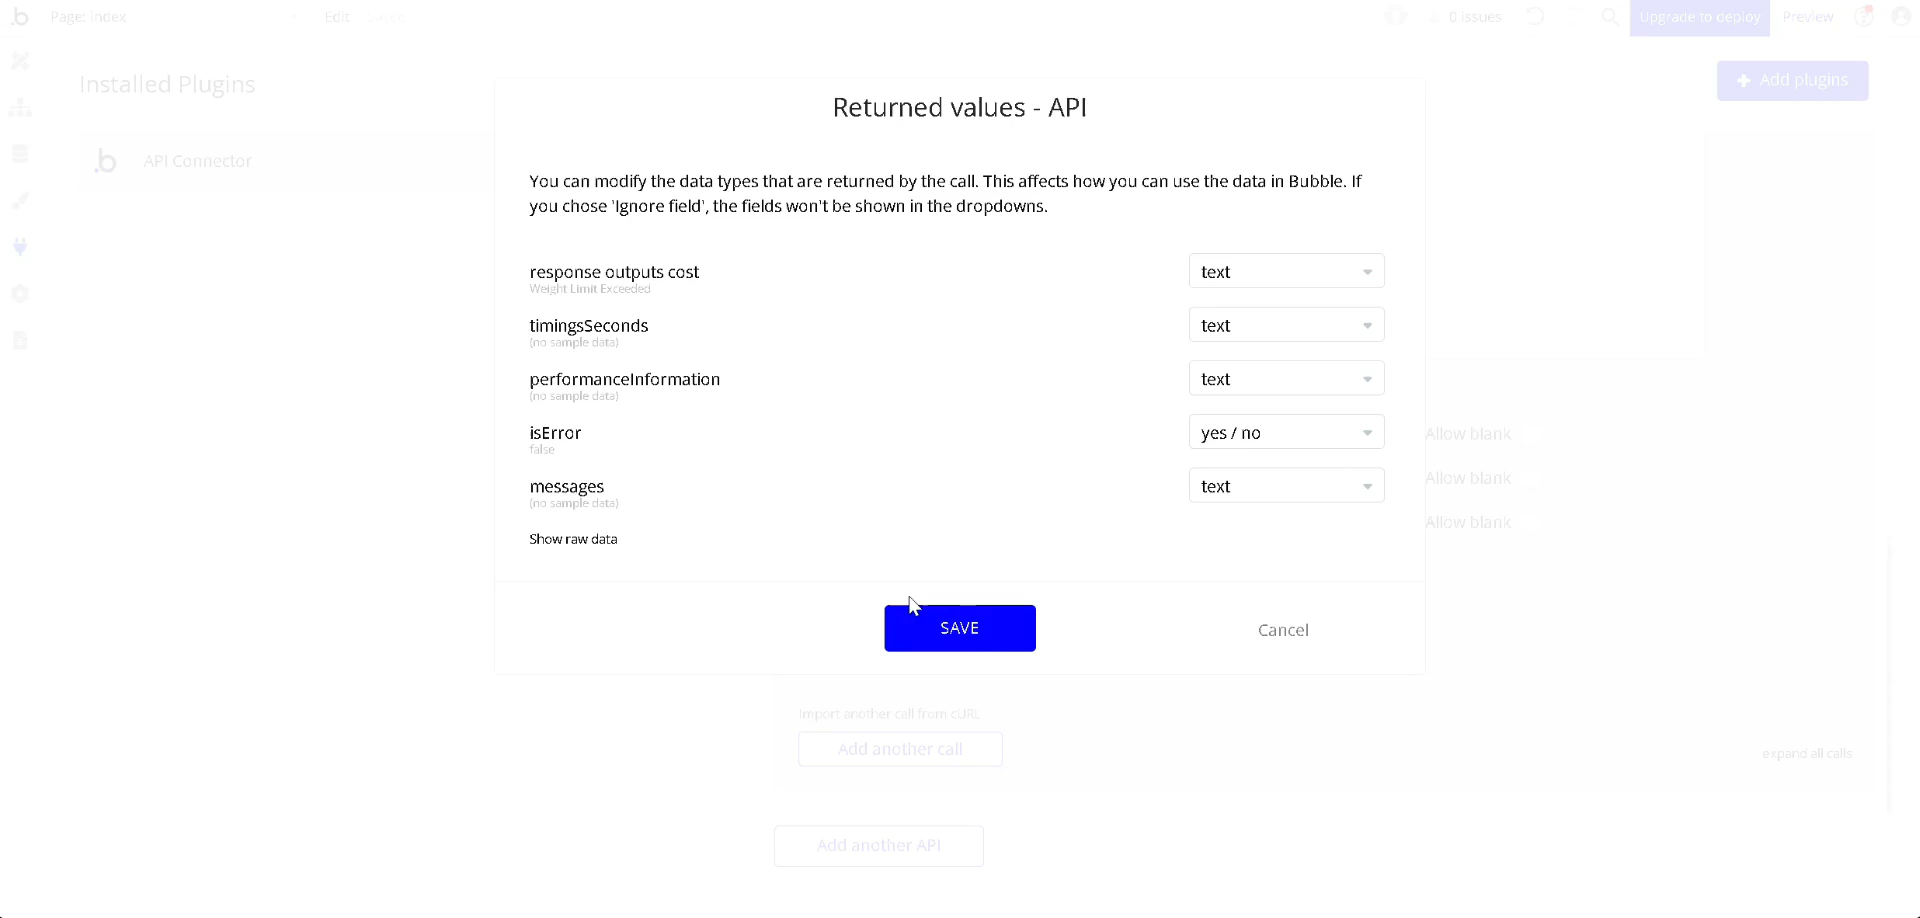 .b Page: Index Edit Saved 0 issues Upgrade to deploy Preview
Installed Plugins
Add plugins
.b API Connector
Returned values - API
You can modify the data types that are returned by the call. This affects how you can use the data in Bubble. If
you chose 'Ignore field', the fields won't be shown in the dropdowns.
response outputs cost text
Weight Limit Exceeded
timingsSeconds text
(no sample data)
performanceInformation text
(no sample data)
isError yes / no
false
Allow blank
messages text
(no sample data)
Allow blank
Allow blank
Show raw data
SAVE Cancel
Import another call from cURL
Add another call
expand all calls
Add another API